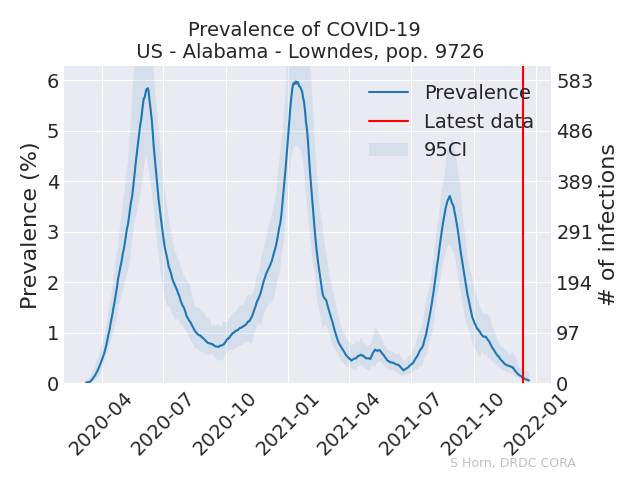 Prevalence of COVID-19
US - Alabama - Lowndes, pop. 9726
Prevalence
Latest data
95CI
Prevalence (%)
6
5
4
3
2
1
0
583
486
389
291
194
97
0
# of infections
2020-04
2020-07
2020-10
2021-01
2021-04
2021-07
2021-10
2022-01
S Horn, DRDC CORA